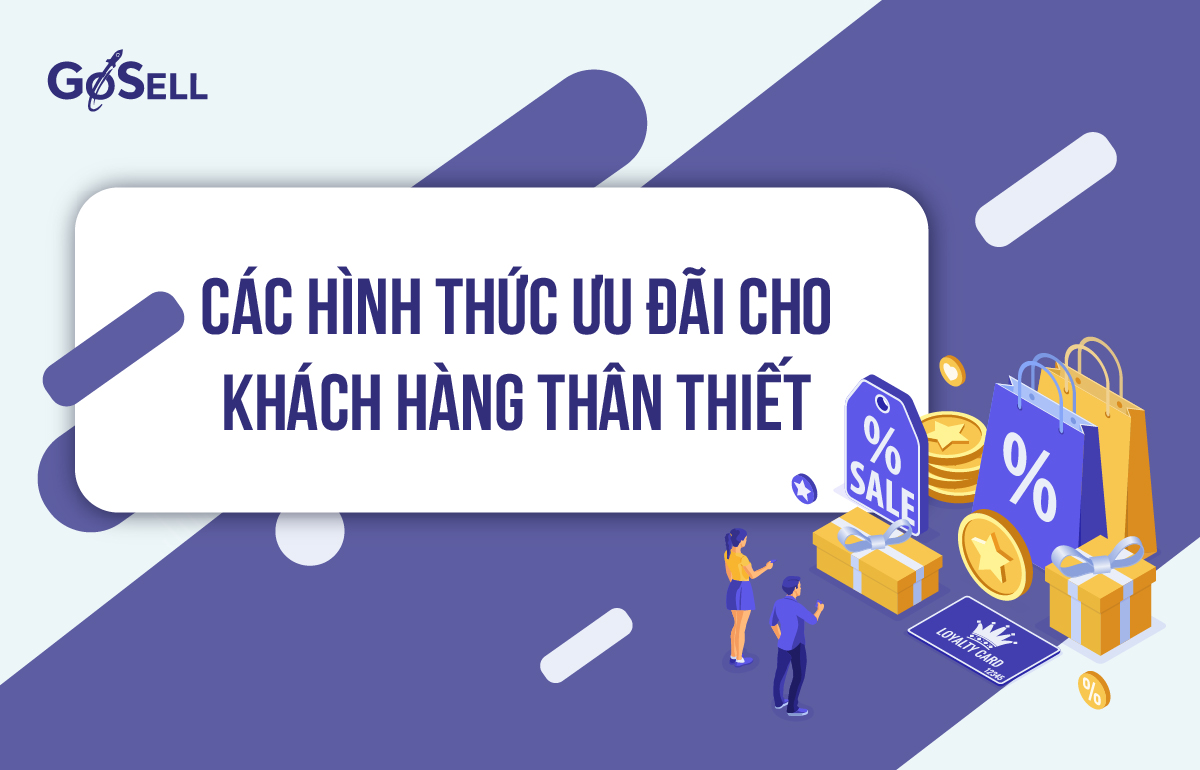 GoSELL
CÁC HÌNH THỨC ƯU ĐÃI CHO
KHÁCH HÀNG THÂN THIẾT
%
SALE
%
LOYALTY CARD
12345
%